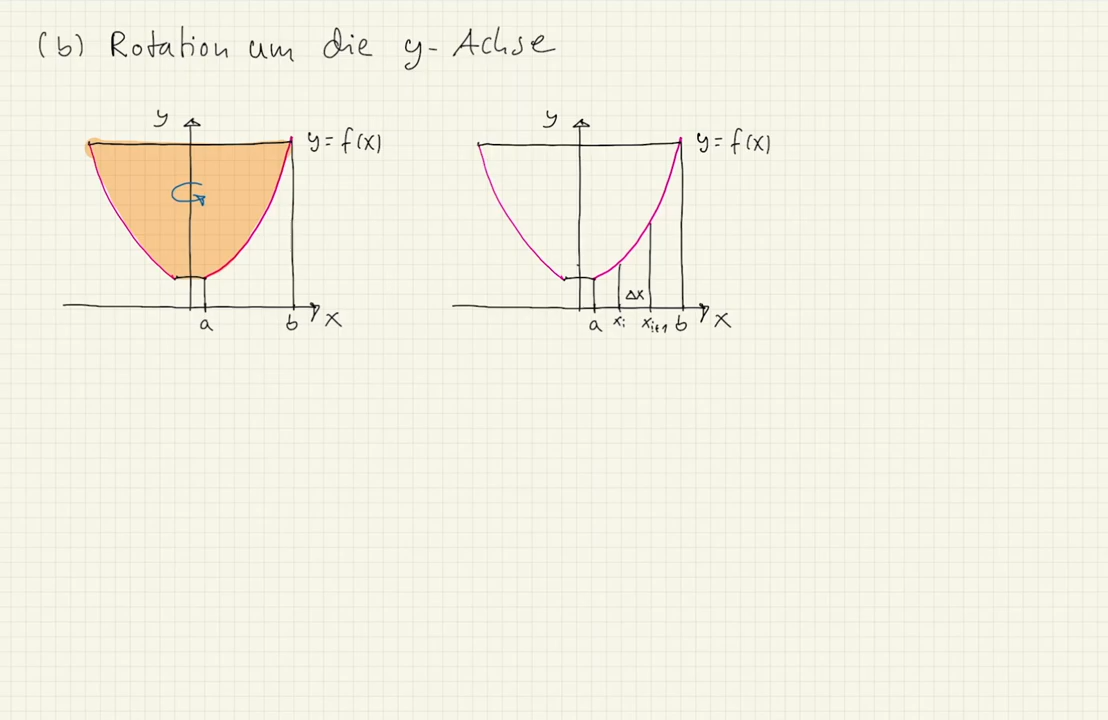 (b) Rotation um die y-Achse
y
y = f(x)
a
b
x
y
y = f(x)
Δx
a
xi
xi+1
b
x